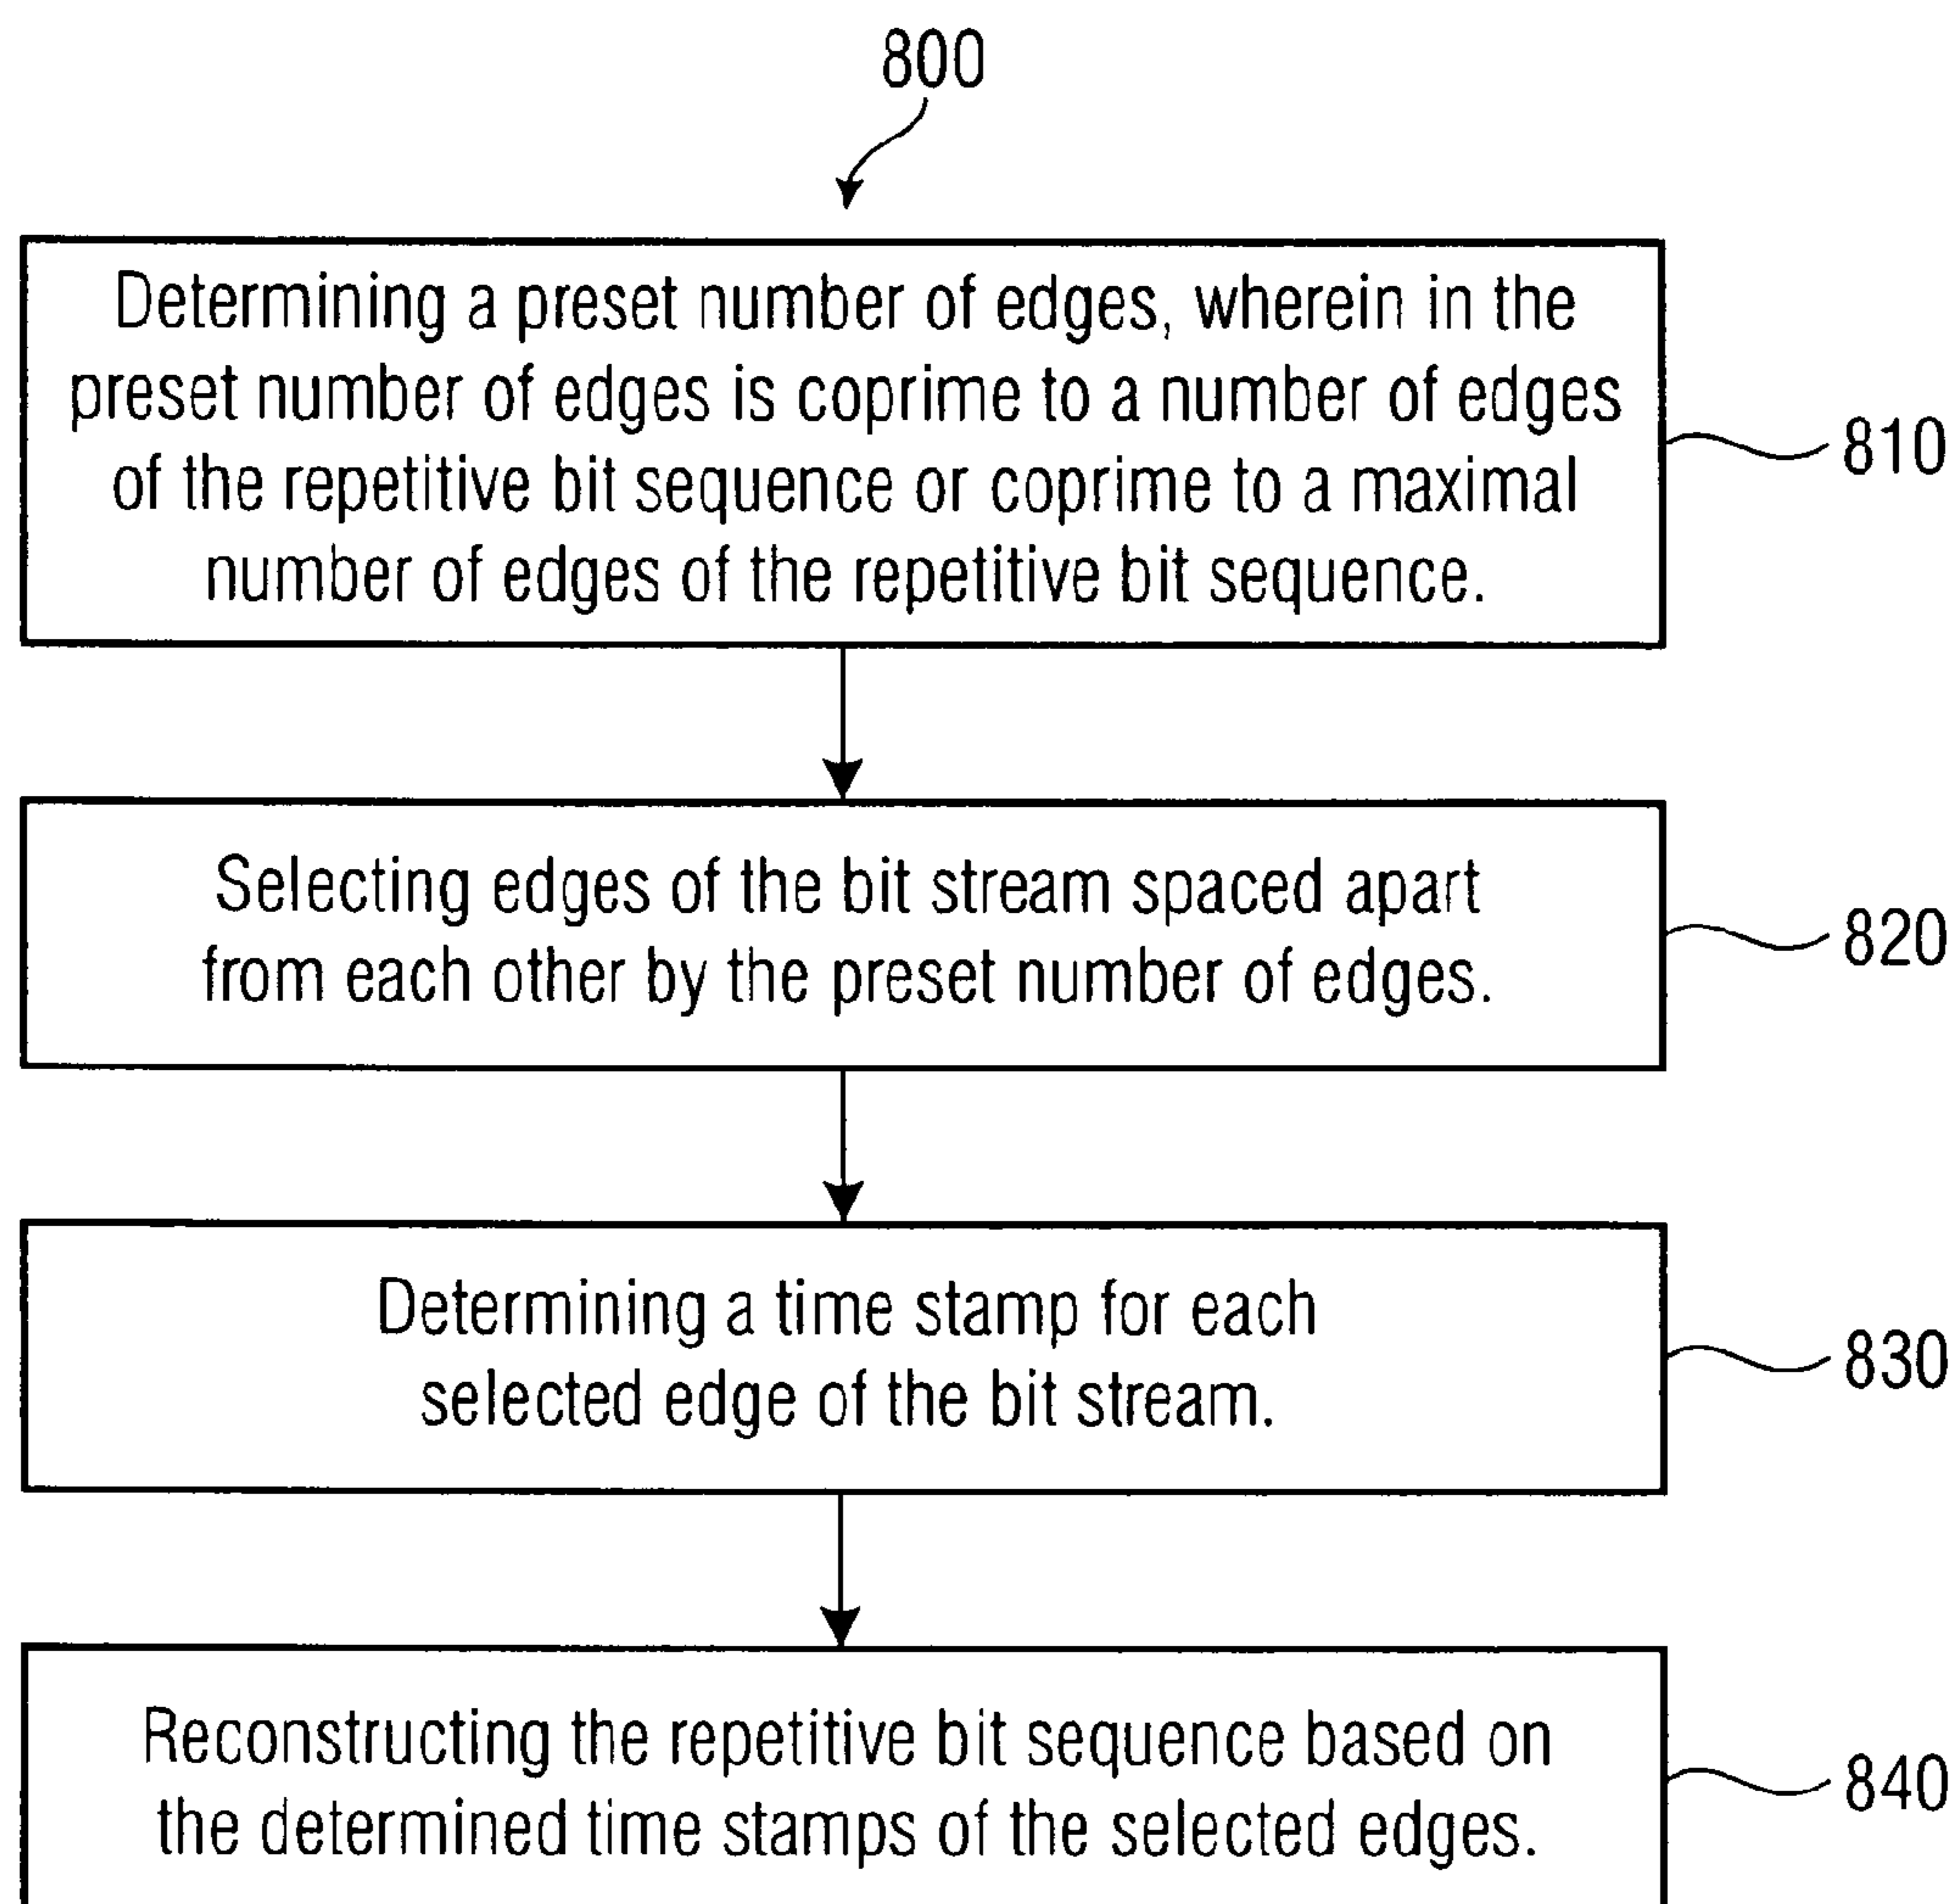 800
Determining a preset number of edges, wherein in the
preset number of edges is coprime to a number of edges
of the repetitive bit sequence or coprime to a maximal
number of edges of the repetitive bit sequence.
810
Selecting edges of the bit stream spaced apart
from each other by the preset number of edges.
820
Determining a time stamp for each
selected edge of the bit stream.
830
Reconstructing the repetitive bit sequence based on
the determined time stamps of the selected edges.
840